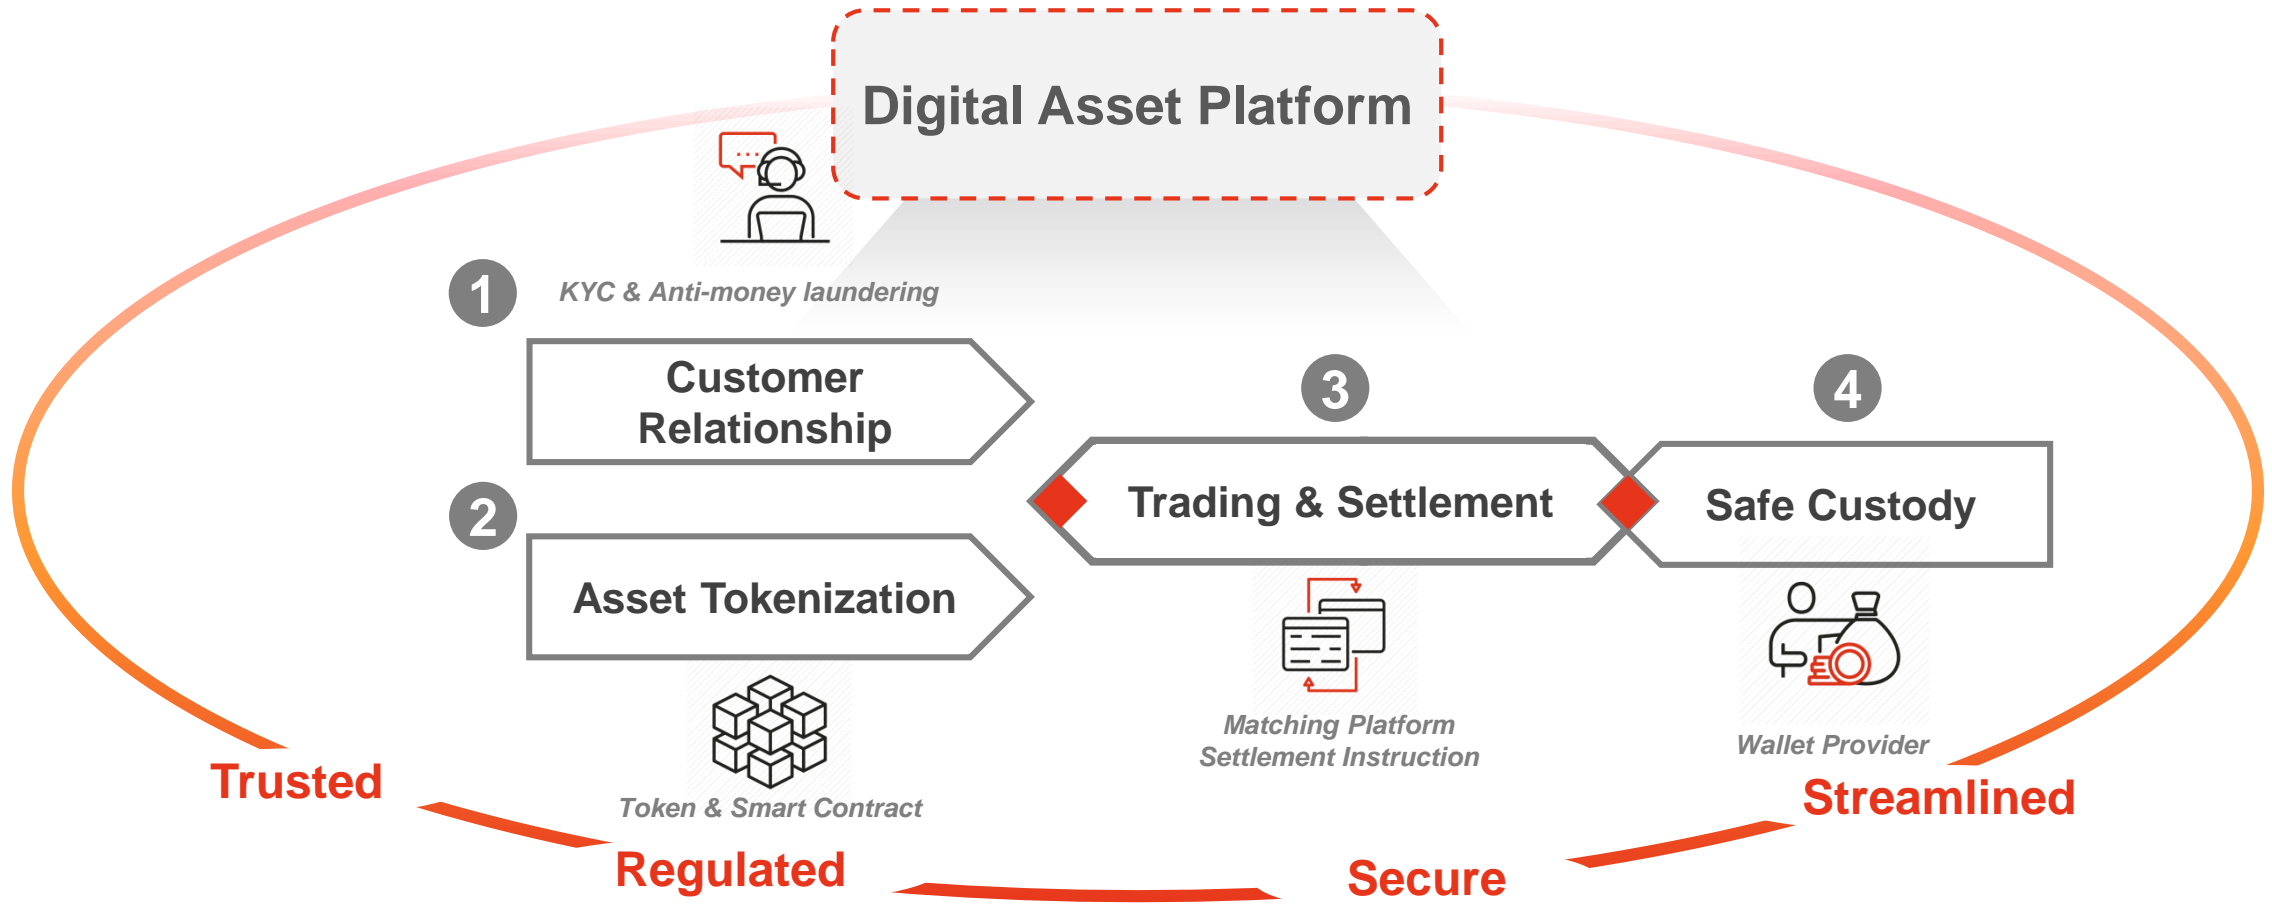 Digital Asset Platform
1
KYC & Anti-money laundering
Customer
Relationship
2
Asset Tokenization
Token & Smart Contract
3
Trading & Settlement
Matching Platform
Settlement Instruction
4
Safe Custody
Wallet Provider
Trusted
Regulated
Secure
Streamlined